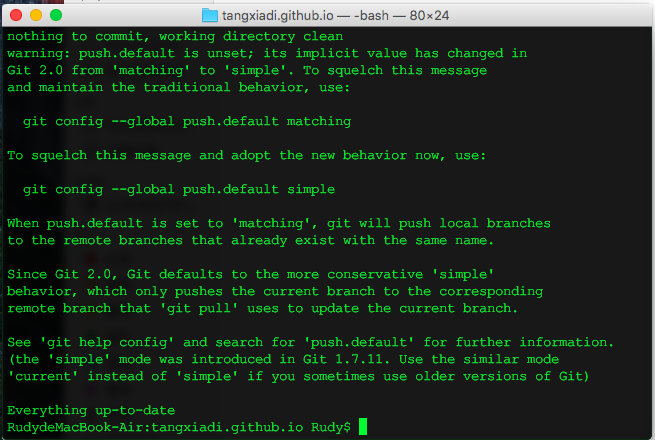 tangxiadi.github.io — -bash — 80×24
nothing to commit, working directory clean
warning: push.default is unset; its implicit value has changed in
Git 2.0 from 'matching' to 'simple'. To squelch this message
and maintain the traditional behavior, use:
git config --global push.default matching
To squelch this message and adopt the new behavior now, use:
git config --global push.default simple
When push.default is set to 'matching', git will push local branches
to the remote branches that already exist with the same name.
Since Git 2.0, Git defaults to the more conservative 'simple'
behavior, which only pushes the current branch to the corresponding
remote branch that 'git pull' uses to update the current branch.
See 'git help config' and search for 'push.default' for further information.
(the 'simple' mode was introduced in Git 1.7.11. Use the similar mode
'current' instead of 'simple' if you sometimes use older versions of Git)
Everything up-to-date
RudydeMacBook-Air:tangxiadi.github.io Rudy$